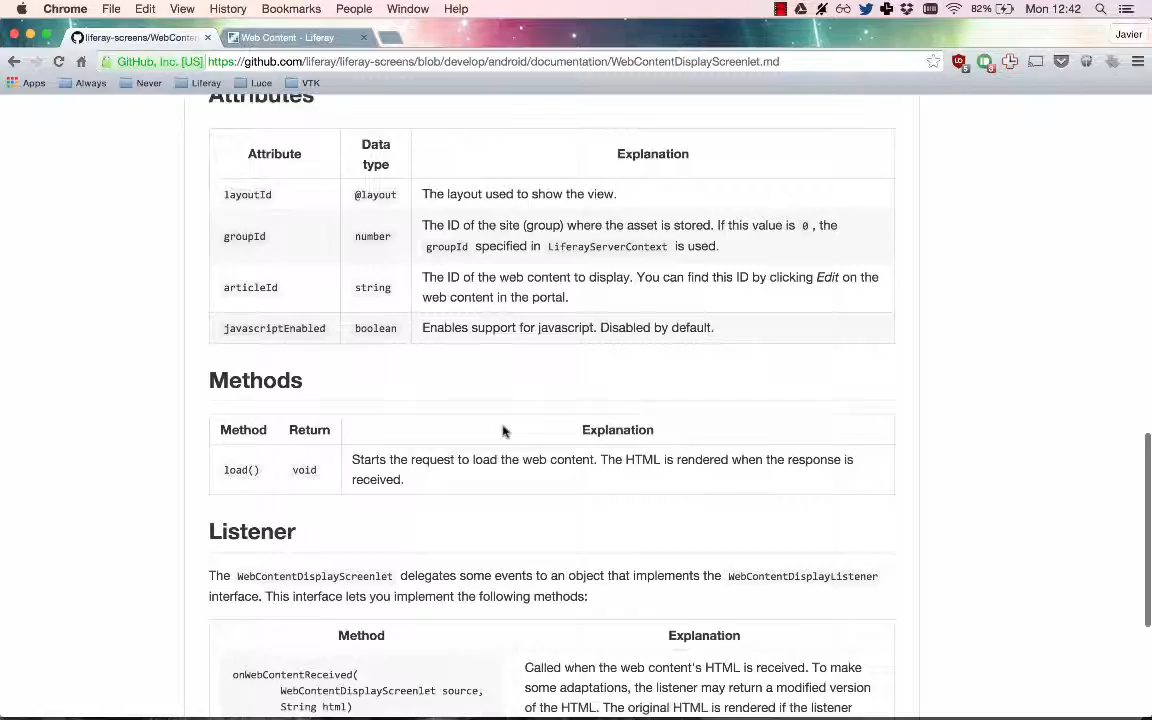 Chrome File Edit View History Bookmarks People Window Help 82% Mon 12:42
liferay-screens/WebConten Web Content - Liferay Javier
GitHub, Inc. [US] https://github.com/liferay/liferay-screens/blob/develop/android/documentation/WebContentDisplayScreenlet.md
Apps Always Never Liferay Luce VTK
Attributes
Attribute Data type Explanation
layoutId @layout The layout used to show the view.
groupId number The ID of the site (group) where the asset is stored. If this value is 0 , the
groupId specified in LiferayServerContext is used.
articleId string The ID of the web content to display. You can find this ID by clicking Edit on the
web content in the portal.
javascriptEnabled boolean Enables support for javascript. Disabled by default.
Methods
Method Return Explanation
load() void Starts the request to load the web content. The HTML is rendered when the response is
received.
Listener
The WebContentDisplayScreenlet delegates some events to an object that implements the WebContentDisplayListener
interface. This interface lets you implement the following methods:
Method Explanation
onWebContentReceived(
WebContentDisplayScreenlet source,
String html)
Called when the web content's HTML is received. To make
some adaptations, the listener may return a modified version
of the HTML. The original HTML is rendered if the listener